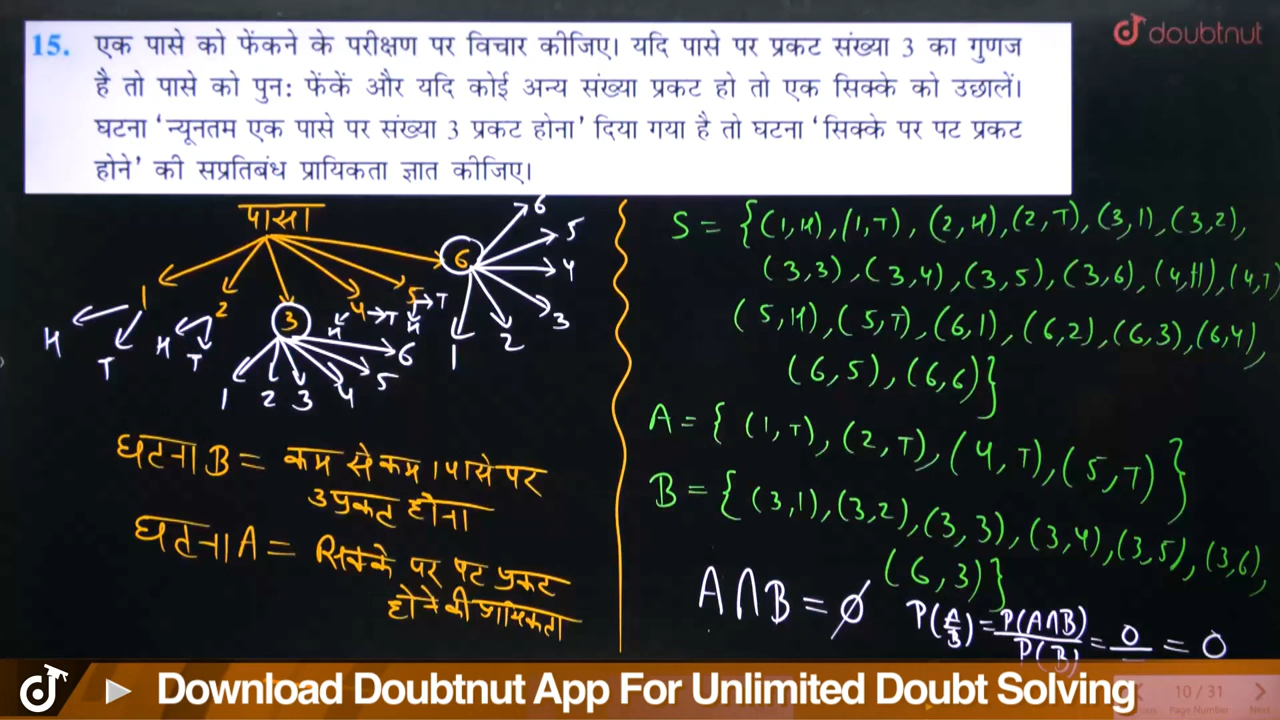 15. एक पासे को फेंकने के परीक्षण पर विचार कीजिए। यदि पासे पर प्रकट संख्या 3 का गुणज
है तो पासे को पुनः फेंकें और यदि कोई अन्य संख्या प्रकट हो तो एक सिक्के को उछालें।
घटना 'न्यूनतम एक पासे पर संख्या 3 प्रकट होना' दिया गया है तो घटना 'सिक्के पर पट प्रकट
होने' की सप्रतिबंध प्रायिकता ज्ञात कीजिए।
doubtnut
पासा
1 2 3 4 5 6
H T H T H T H T
1 2 3 4 5 6
1 2 3 4 5 6
घटना B = कम से कम 1 पासे पर
3 प्रकट होना
घटना A = सिक्के पर पट प्रकट
होने की
S = {(1,H), (1,T), (2,H), (2,T), (3,1), (3,2),
(3,3), (3,4), (3,5), (3,6), (4,H), (4,T)
(5,H), (5,T), (6,1), (6,2), (6,3), (6,4),
(6,5), (6,6)}
A = {(1,T), (2,T), (4,T), (5,T)}
B = {(3,1), (3,2), (3,3), (3,4), (3,5), (3,6),
(6,3)}
A∩B = ϕ P(A/B) = P(A∩B)/P(B) = 0/ = 0
Download Doubtnut App For Unlimited Doubt Solving
10 / 31
Page Number
Next